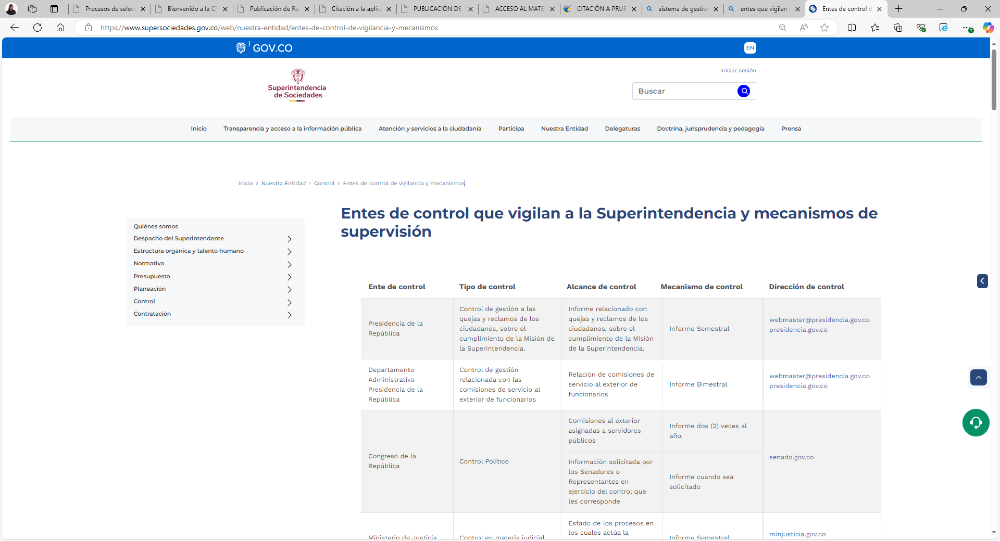 Procesos de selecc
Bienvenido a la CN
Publicación de Res
Citación a la aplica
PUBLICACIÓN DE
ACCESO AL MATE
CITACIÓN A PRUE
sistema de gestion
entes que vigilan
Entes de control d
https://www.supersociedades.gov.co/web/nuestra-entidad/entes-de-control-de-vigilancia-y-mecanismos
GOV.CO
EN
Superintendencia
de Sociedades
Iniciar sesión
Buscar
Inicio
Transparencia y acceso a la información pública
Atención y servicios a la ciudadanía
Participa
Nuestra Entidad
Delegaturas
Doctrina, jurisprudencia y pedagogía
Prensa
Inicio > Nuestra Entidad > Control > Entes de control de vigilancia y mecanismos
Quiénes somos
Despacho del Superintendente
Estructura orgánica y talento humano
Normativa
Presupuesto
Planeación
Control
Contratación
Entes de control que vigilan a la Superintendencia y mecanismos de
supervisión
Ente de control
Tipo de control
Alcance de control
Mecanismo de control
Dirección de control
Presidencia de la
República
Control de gestión a las
quejas y reclamos de los
ciudadanos, sobre el
cumplimiento de la Misión de
la Superintendencia.
Informe relacionado con
quejas y reclamos de los
ciudadanos, sobre el
cumplimiento de la Misión
de la Superintendencia.
Informe Semestral
webmaster@presidencia.gov.co
presidencia.gov.co
Departamento
Administrativo
Presidencia de la
República
Control de gestión
relacionada con las
comisiones de servicio al
exterior de funcionarios
Relación de comisiones de
servicio al exterior de
funcionarios
Informe Bimestral
webmaster@presidencia.gov.co
presidencia.gov.co
Congreso de la
República
Control Político
Comisiones al exterior
asignadas a servidores
públicos
Informe dos (2) veces al
año.
Información solicitada por
los Senadores o
Representantes en
ejercicio del control que
les corresponde
Informe cuando sea
solicitado
senado.gov.co
Ministerio de Justicia
Control en materia judicial
Estado de los procesos en
los cuales actúa la
Informe Semestral
minjusticia.gov.co